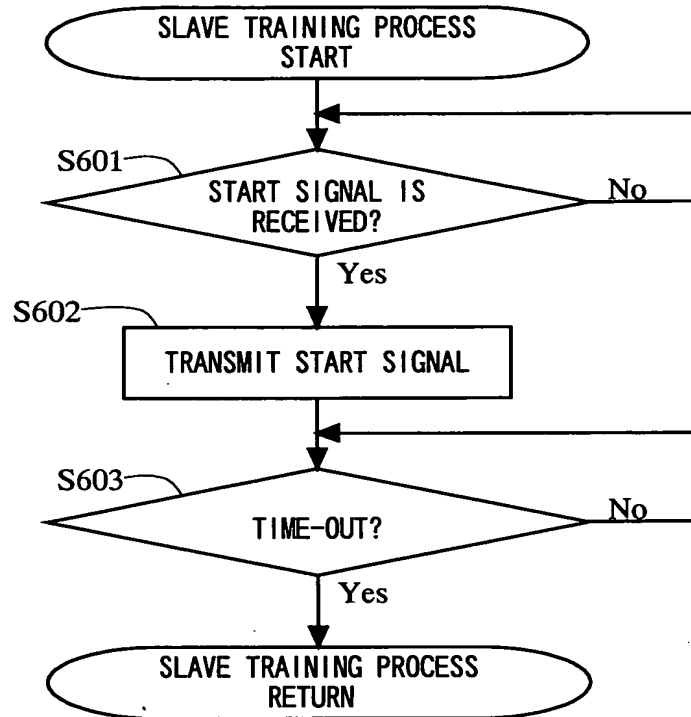 SLAVE TRAINING PROCESS
START
S601
START SIGNAL IS
RECEIVED?
No
Yes
S602
TRANSMIT START SIGNAL
S603
TIME-OUT?
No
Yes
SLAVE TRAINING PROCESS
RETURN